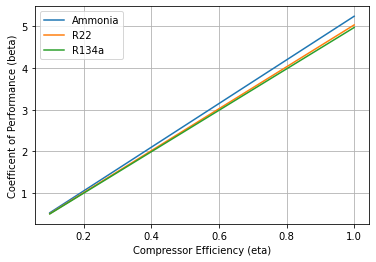 Ammonia
R22
R134a
Coefficent of Performance (beta)
5
4
3
2
1
0.2 0.4 0.6 0.8 1.0
Compressor Efficiency (eta)